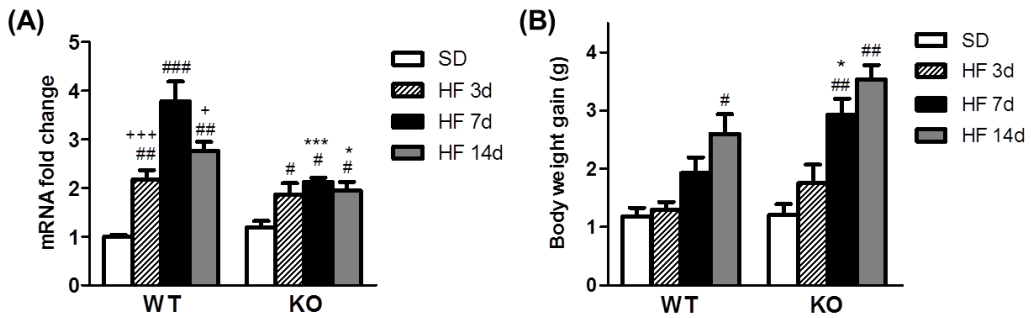 (A)
mRNA fold change
5
4
3
2
1
0
+++
##
###
+
##
#
***
#
*
#
WT
KO
SD
HF 3d
HF 7d
HF 14d
(B)
Body weight gain (g)
4
3
2
1
0
#
*
##
##
WT
KO
SD
HF 3d
HF 7d
HF 14d